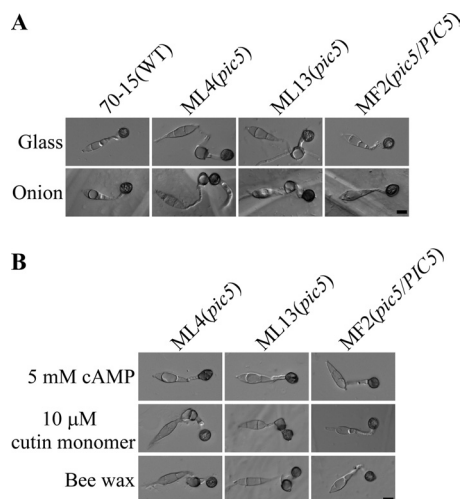 A
70-15(WT)
ML4(pic5)
ML13(pic5)
MF2(pic5/PIC5)
Glass
Onion
B
ML4(pic5)
ML13(pic5)
MF2(pic5/PIC5)
5 mM cAMP
10 μM
cutin monomer
Bee wax